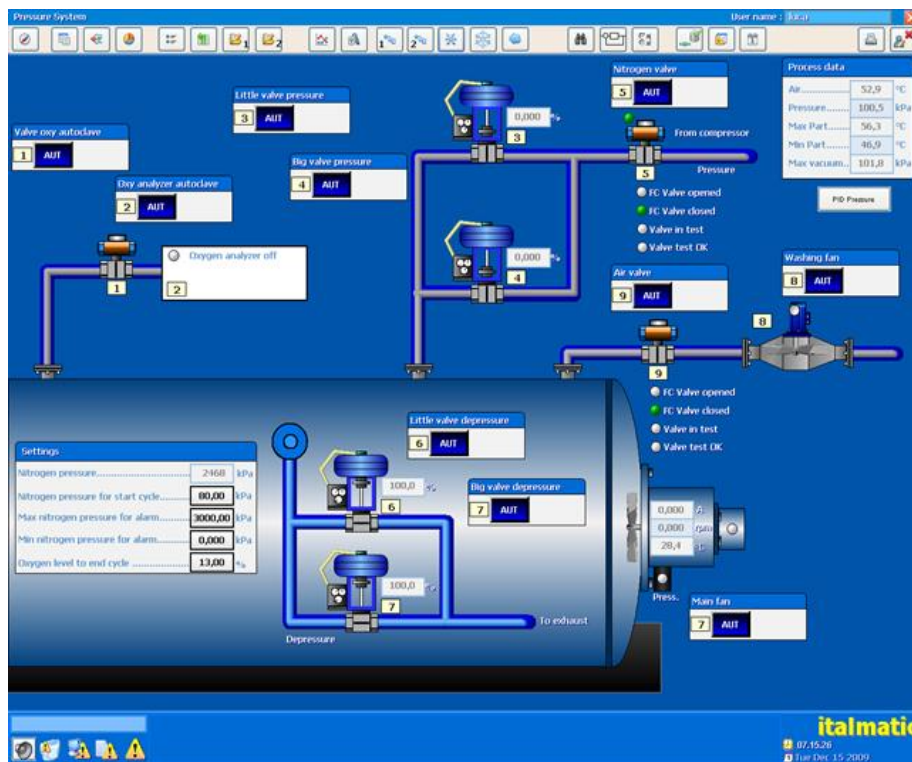 Pressure System
User name : luca
1
2
1
2
1
Nitrogen valve
5 AUT
Process data
Air 52,9 °C
Pressure 100,5 kPa
Max Part 56,3 °C
Min Part 46,9 °C
Max vacuum 101,8 kPa
PID Pressure
Little valve pressure
3 AUT
0,000 %
3
From compressor
Pressure
5
Valve oxy autoclave
1 AUT
Big valve pressure
4 AUT
Oxy analyzer autoclave
2 AUT
FC Valve opened
FC Valve closed
Valve in test
Valve test OK
0,000 %
4
Oxygen analyzer off
2
1
Air valve
9 AUT
Washing fan
8 AUT
8
9
FC Valve opened
FC Valve closed
Valve in test
Valve test OK
Little valve depressure
6 AUT
Settings
Nitrogen pressure 2468 kPa
Nitrogen pressure for start cycle 80,00 kPa
Max nitrogen pressure for alarm 3000,00 kPa
Min nitrogen pressure for alarm 0,000 kPa
Oxygen level to end cycle 13,00 %
100,0 %
6
Big valve depressure
7 AUT
100,0 %
7
0,000 A
0,000 rpm
28,4
Press.
Main fan
7 AUT
To exhaust
Depressure
italmatic
07.15.26
Tue Dec 15 2009